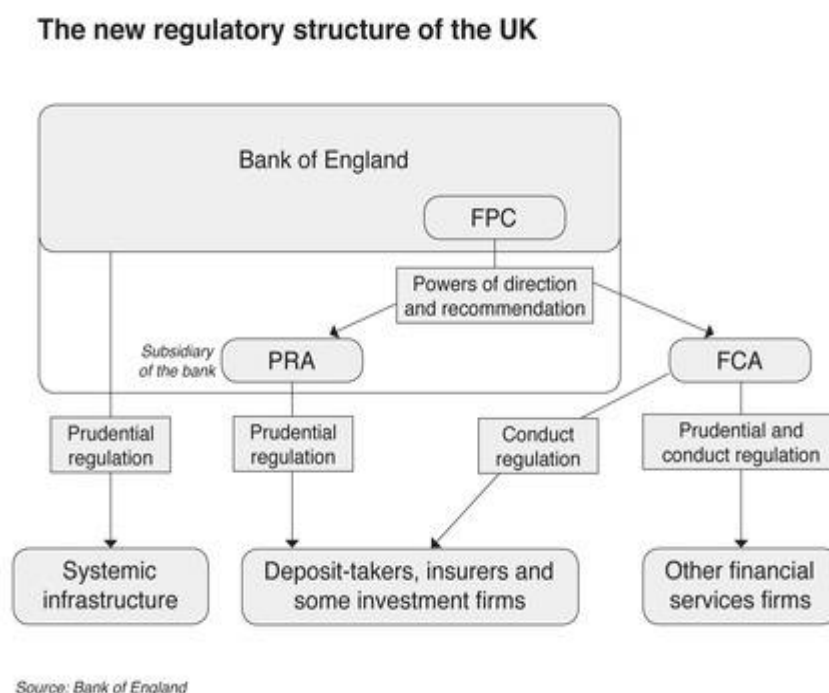 The new regulatory structure of the UK
Bank of England
FPC
Powers of direction
and recommendation
Subsidiary
of the bank
PRA
FCA
Prudential
regulation
Prudential
regulation
Conduct
regulation
Prudential and
conduct regulation
Systemic
infrastructure
Deposit-takers, insurers and
some investment firms
Other financial
services firms
Source: Bank of England